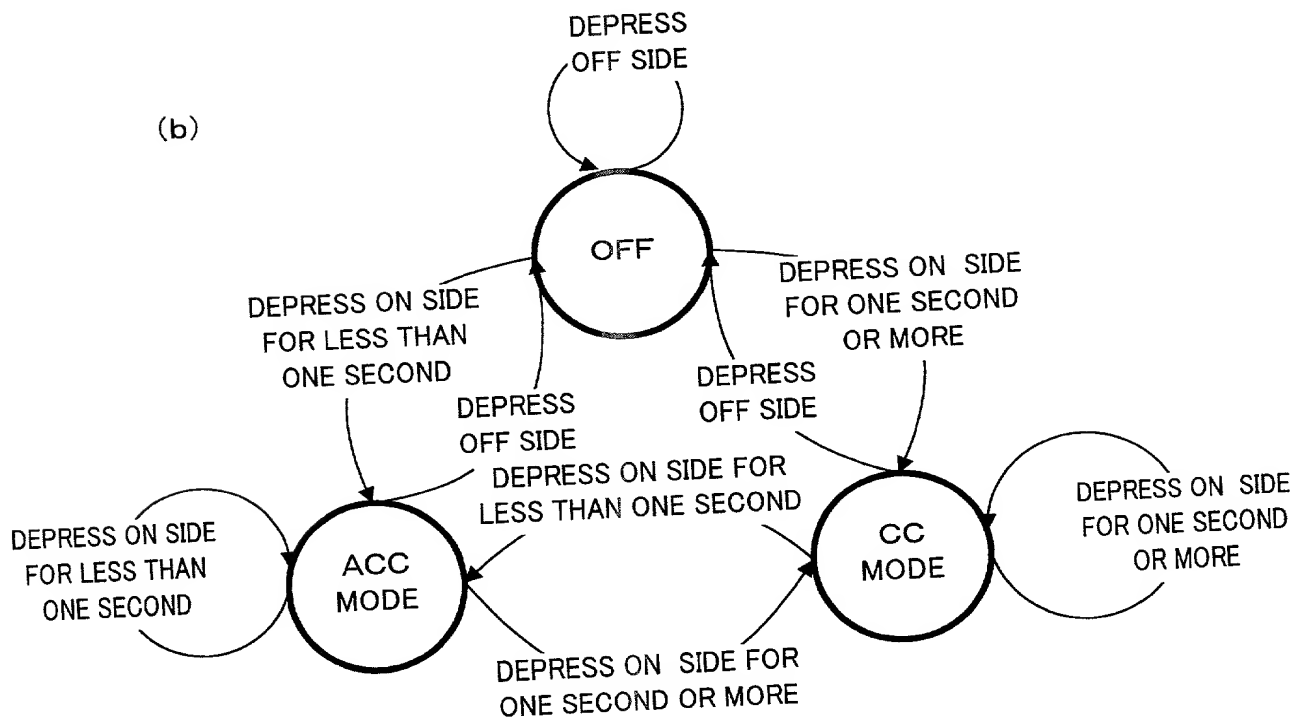 DEPRESS
OFF SIDE
(b)
OFF
DEPRESS ON SIDE
FOR LESS THAN
ONE SECOND
DEPRESS ON SIDE
FOR ONE SECOND
OR MORE
DEPRESS
OFF SIDE
DEPRESS
OFF SIDE
DEPRESS ON SIDE FOR
LESS THAN ONE SECOND
DEPRESS ON SIDE
FOR LESS THAN
ONE SECOND
ACC
MODE
CC
MODE
DEPRESS ON SIDE
FOR ONE SECOND
OR MORE
DEPRESS ON SIDE FOR
ONE SECOND OR MORE